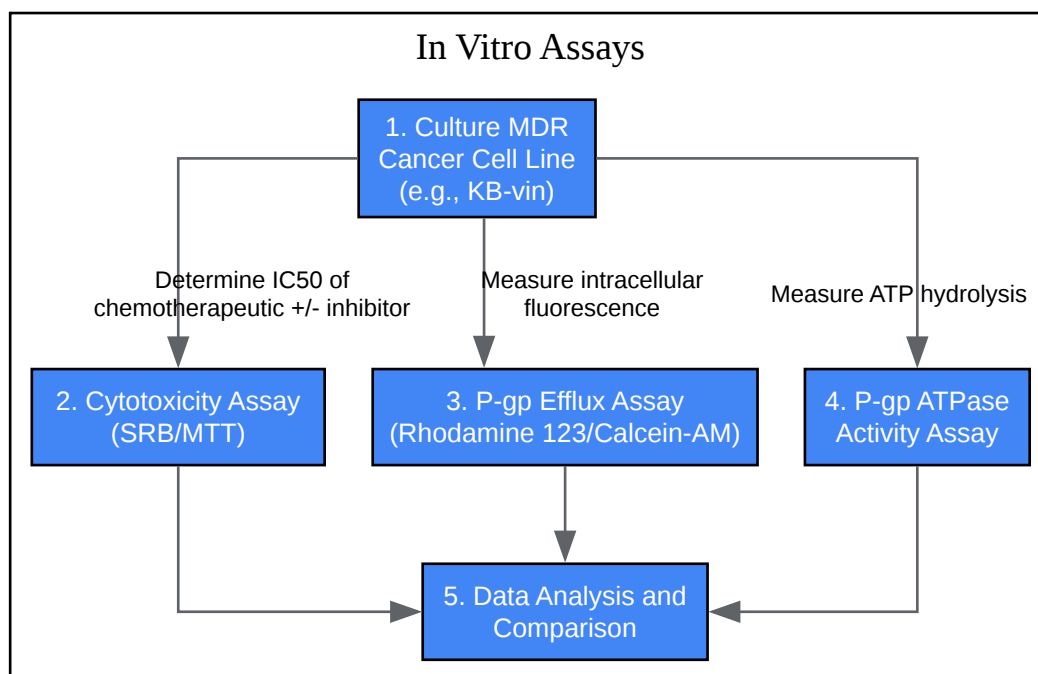 In Vitro Assays
1. Culture MDR
Cancer Cell Line
(e.g., KB-vin)
Determine IC50 of
chemotherapeutic +/- inhibitor
Measure intracellular
fluorescence
Measure ATP hydrolysis
2. Cytotoxicity Assay
(SRB/MTT)
3. P-gp Efflux Assay
(Rhodamine 123/Calcein-AM)
4. P-gp ATPase
Activity Assay
5. Data Analysis and
Comparison